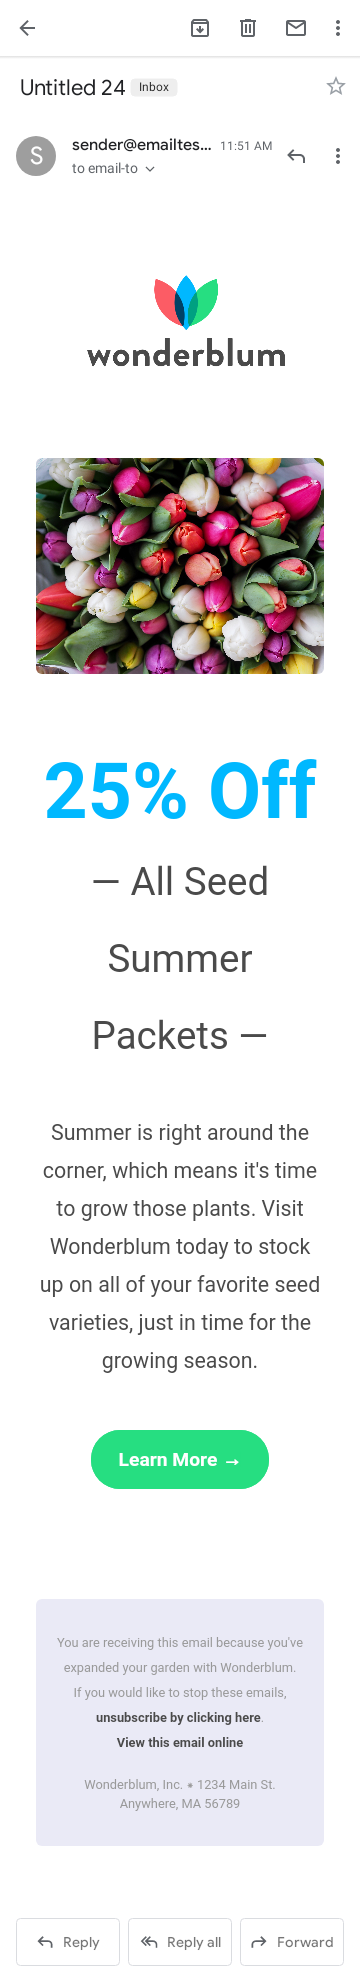 Untitled 24 Inbox
S
sender@emailtes... 11:51 AM
to email-to
wonderblum
25% Off
— All Seed
Summer
Packets —
Summer is right around the
corner, which means it's time
to grow those plants. Visit
Wonderblum today to stock
up on all of your favorite seed
varieties, just in time for the
growing season.
Learn More →
You are receiving this email because you've
expanded your garden with Wonderblum.
If you would like to stop these emails,
unsubscribe by clicking here.
View this email online
Wonderblum, Inc. • 1234 Main St.
Anywhere, MA 56789
Reply Reply all Forward